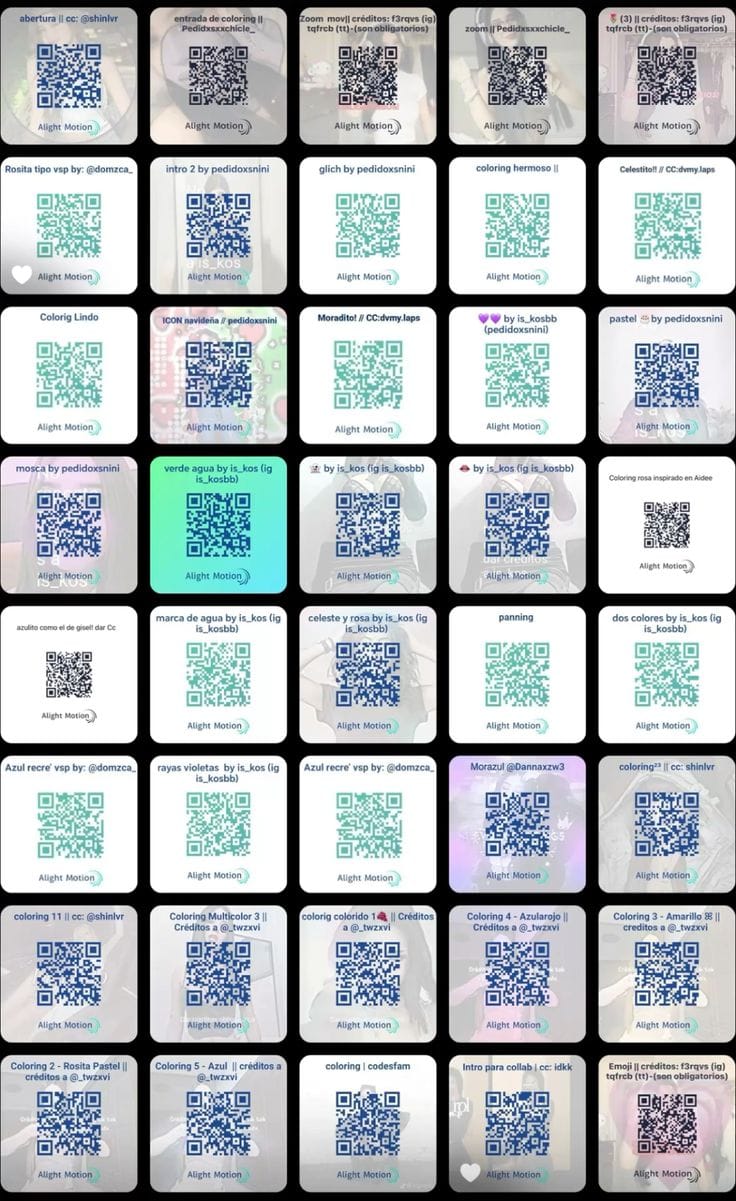 abertura || cc: @shinlvr
Alight Motion
entrada de coloring ||
Pedidxsxxchicle_
Alight Motion
Zoom mov|| créditos: f3rqvs (ig)
tqfrcb (tt)-(son obligatorios)
Alight Motion
zoom || Pedidxsxxchicle_
Alight Motion
🌷 (3) || créditos: f3rqvs (ig)
tqfrcb (tt)-(son obligatorios)
Alight Motion
Rosita tipo vsp by: @domzca_
Alight Motion
intro 2 by pedidoxsnini
is_kos
Alight Motion
glich by pedidoxsnini
Alight Motion
coloring hermoso ||
Alight Motion
Celestito!! // CC:dvmy.laps
Alight Motion
Colorig Lindo
Alight Motion
ICON navideña // pedidoxsnini
Alight Motion
Moradito! // CC:dvmy.laps
Alight Motion
💜💜 by is_kosbb
(pedidoxsnini)
Alight Motion
pastel 🎂by pedidoxsnini
Alight Motion
is_kos
mosca by pedidoxsnini
Alight Motion
is_kos
verde agua by is_kos (ig
is_kosbb)
Alight Motion
by is_kos (ig is_kosbb)
Alight Motion
by is_kos (ig is_kosbb)
dar créditos
Alight Motion
Coloring rosa inspirado en Aidee
Alight Motion
azulito como el de gisel! dar Cc
Alight Motion
marca de agua by is_kos (ig
is_kosbb)
Alight Motion
celeste y rosa by is_kos (ig
is_kosbb)
Alight Motion
panning
Alight Motion
dos colores by is_kos (ig
is_kosbb)
Alight Motion
Azul recre' vsp by: @domzca_
Alight Motion
rayas violetas by is_kos (ig
is_kosbb)
Alight Motion
Azul recre' vsp by: @domzca_
Alight Motion
Morazul @Dannaxzw3
Alight Motion
coloring²³ || cc: shinlvr
Alight Motion
coloring 11 || cc: @shinlvr
Alight Motion
Coloring Multicolor 3 ||
Créditos a @_twzxvi
Alight Motion
colorig colorido 1🍇 || Créditos
a @_twzxvi
Alight Motion
Coloring 4 - Azularojo ||
Créditos a @_twzxvi
Alight Motion
Coloring 3 - Amarillo ⌘ ||
creditos a @_twzxvi
Alight Motion
Coloring 2 - Rosita Pastel ||
créditos a @_twzxvi
Alight Motion
Coloring 5 - Azul || créditos a
@_twzxvi
Alight Motion
coloring | codesfam
Alight Motion
Intro para collab | cc: idkk
Alight Motion
Emoji|| créditos: f3rqvs (ig)
tqfrcb (tt)-(son obligatorios)
Alight Motion